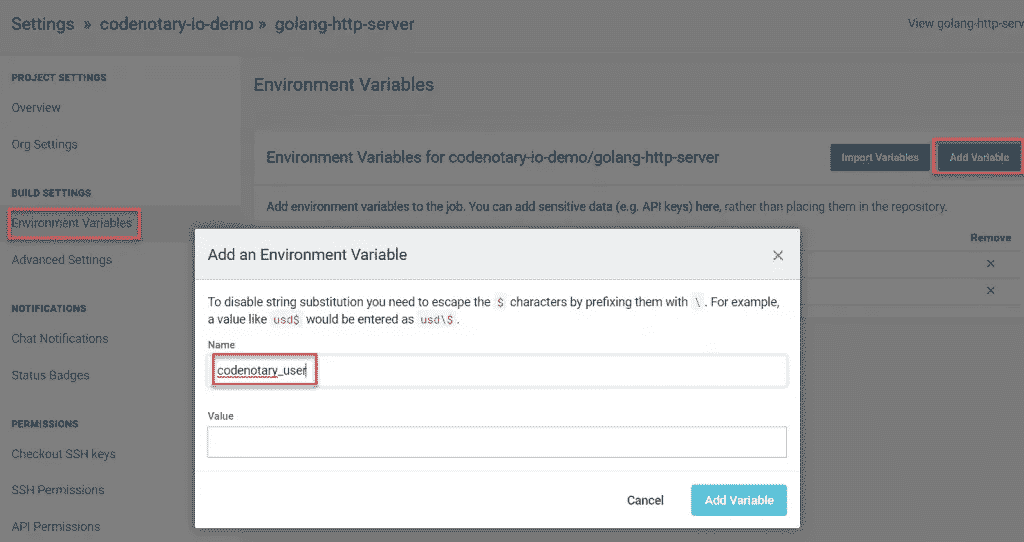 Settings » codenotary-io-demo » golang-http-server
View golang-http-serv
PROJECT SETTINGS
Overview
Org Settings
BUILD SETTINGS
Environment Variables
Advanced Settings
NOTIFICATIONS
Chat Notifications
Status Badges
PERMISSIONS
Checkout SSH keys
SSH Permissions
API Permissions
Environment Variables
Environment Variables for codenotary-io-demo/golang-http-server
Import Variables
Add Variable
Add environment variables to the job. You can add sensitive data (e.g. API keys) here, rather than placing them in the repository.
Remove
×
×
Add an Environment Variable
×
To disable string substitution you need to escape the $ characters by prefixing them with \. For example,
a value like usd$ would be entered as usd\$.
Name
codenotary_user
Value
Cancel
Add Variable